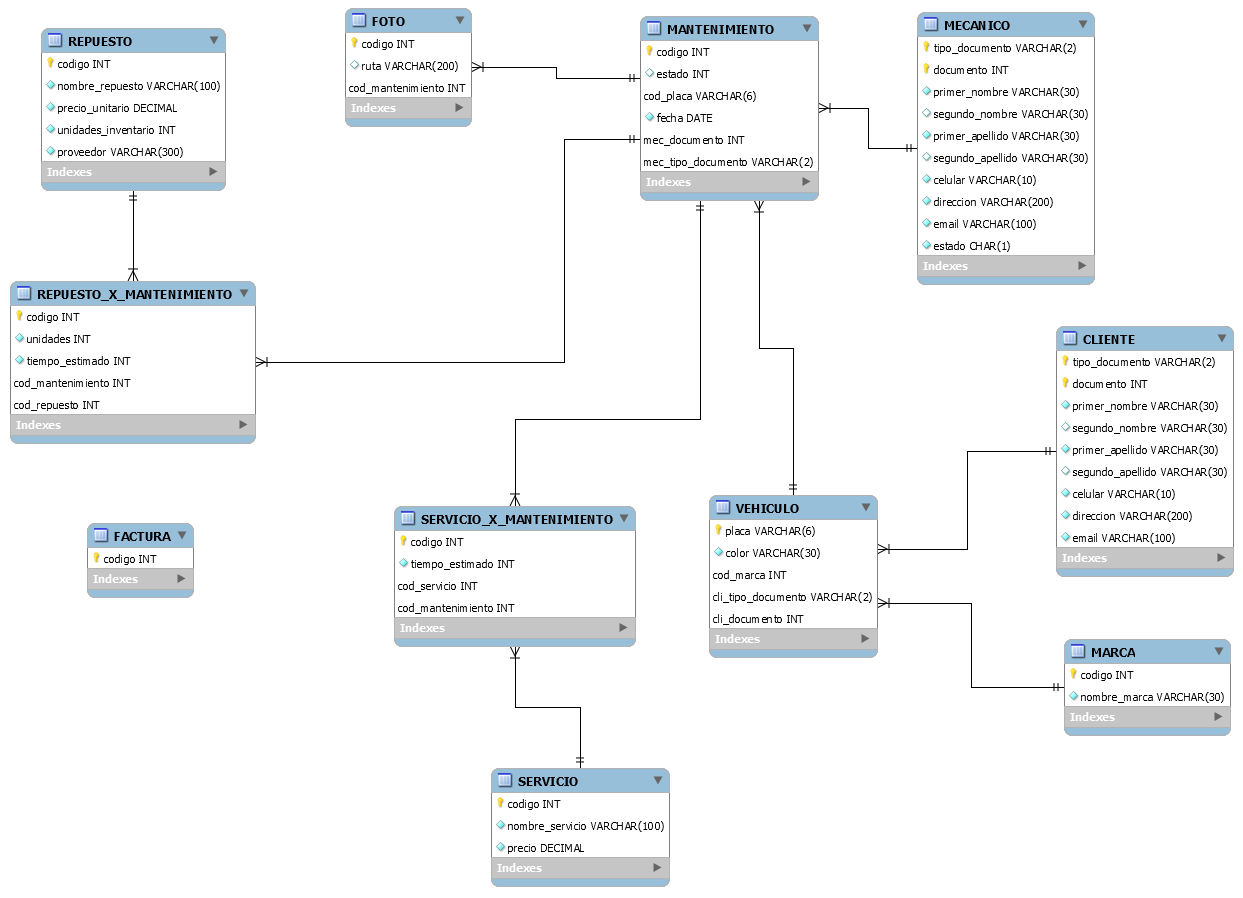 REPUESTO
codigo INT
nombre_repuesto VARCHAR(100)
precio_unitario DECIMAL
unidades_inventario INT
proveedor VARCHAR(300)
Indexes
FOTO
codigo INT
ruta VARCHAR(200)
cod_mantenimiento INT
Indexes
MANTENIMIENTO
codigo INT
estado INT
cod_placa VARCHAR(6)
fecha DATE
mec_documento INT
mec_tipo_documento VARCHAR(2)
Indexes
MECANICO
tipo_documento VARCHAR(2)
documento INT
primer_nombre VARCHAR(30)
segundo_nombre VARCHAR(30)
primer_apellido VARCHAR(30)
segundo_apellido VARCHAR(30)
celular VARCHAR(10)
direccion VARCHAR(200)
email VARCHAR(100)
estado CHAR(1)
Indexes
REPUESTO_X_MANTENIMIENTO
codigo INT
unidades INT
tiempo_estimado INT
cod_mantenimiento INT
cod_repuesto INT
Indexes
CLIENTE
tipo_documento VARCHAR(2)
documento INT
primer_nombre VARCHAR(30)
segundo_nombre VARCHAR(30)
primer_apellido VARCHAR(30)
segundo_apellido VARCHAR(30)
celular VARCHAR(10)
direccion VARCHAR(200)
email VARCHAR(100)
Indexes
FACTURA
codigo INT
Indexes
SERVICIO_X_MANTENIMIENTO
codigo INT
tiempo_estimado INT
cod_servicio INT
cod_mantenimiento INT
Indexes
VEHICULO
placa VARCHAR(6)
color VARCHAR(30)
cod_marca INT
cli_tipo_documento VARCHAR(2)
cli_documento INT
Indexes
MARCA
codigo INT
nombre_marca VARCHAR(30)
Indexes
SERVICIO
codigo INT
nombre_servicio VARCHAR(100)
precio DECIMAL
Indexes